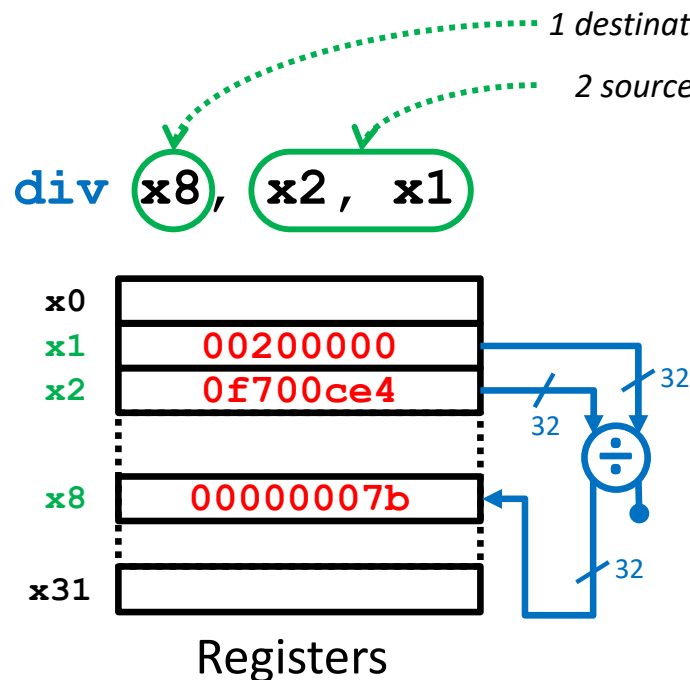 1 destinat
2 source
div x8, x2, x1
x0
x1 00200000
x2 0f700ce4
32
32
÷
x8 00000007b
32
x31
Registers